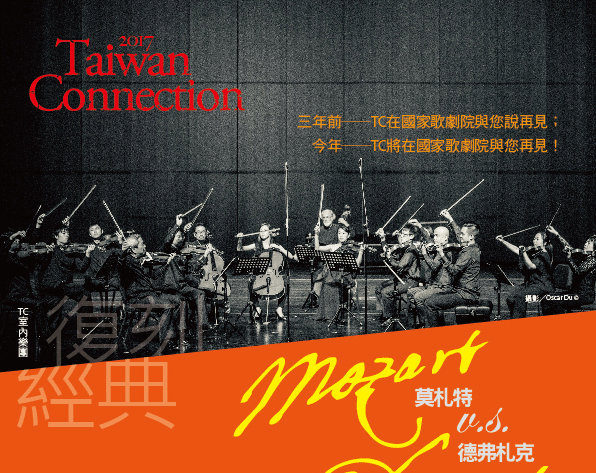 2017
Taiwan
Connection
三年前──TC在國家歌劇院與您說再見；
今年──TC將在國家歌劇院與您再見！
攝影／Oscar Du ©
TC室內樂團
復刻
經典
Mozart
莫札特
v.s.
德弗札克